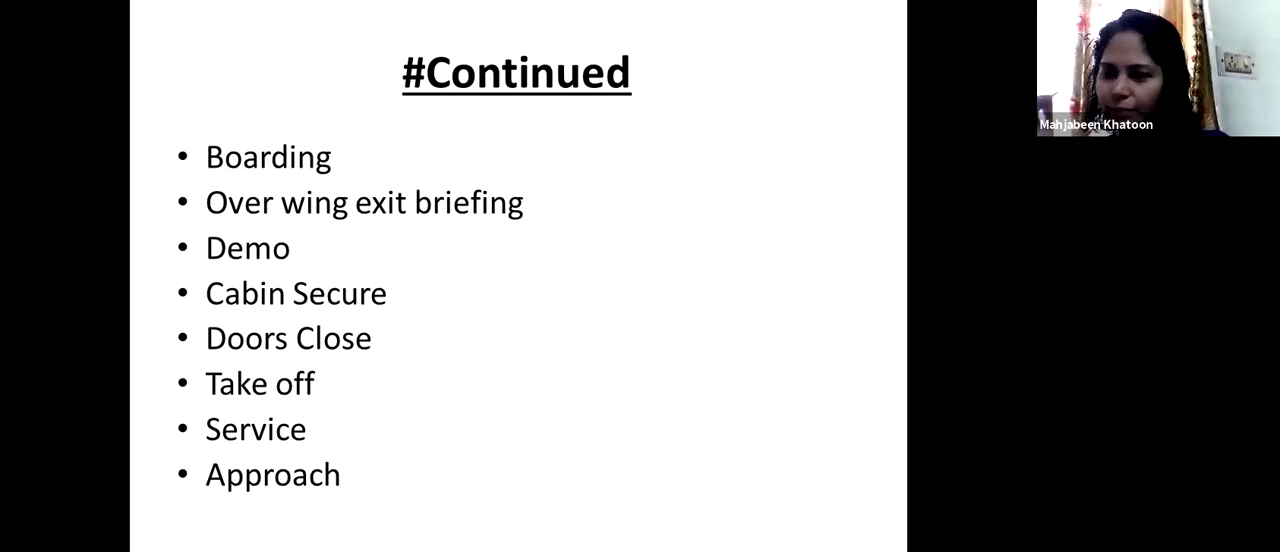 #Continued
• Boarding
• Over wing exit briefing
• Demo
• Cabin Secure
• Doors Close
• Take off
• Service
• Approach
Mahjabeen Khatoon